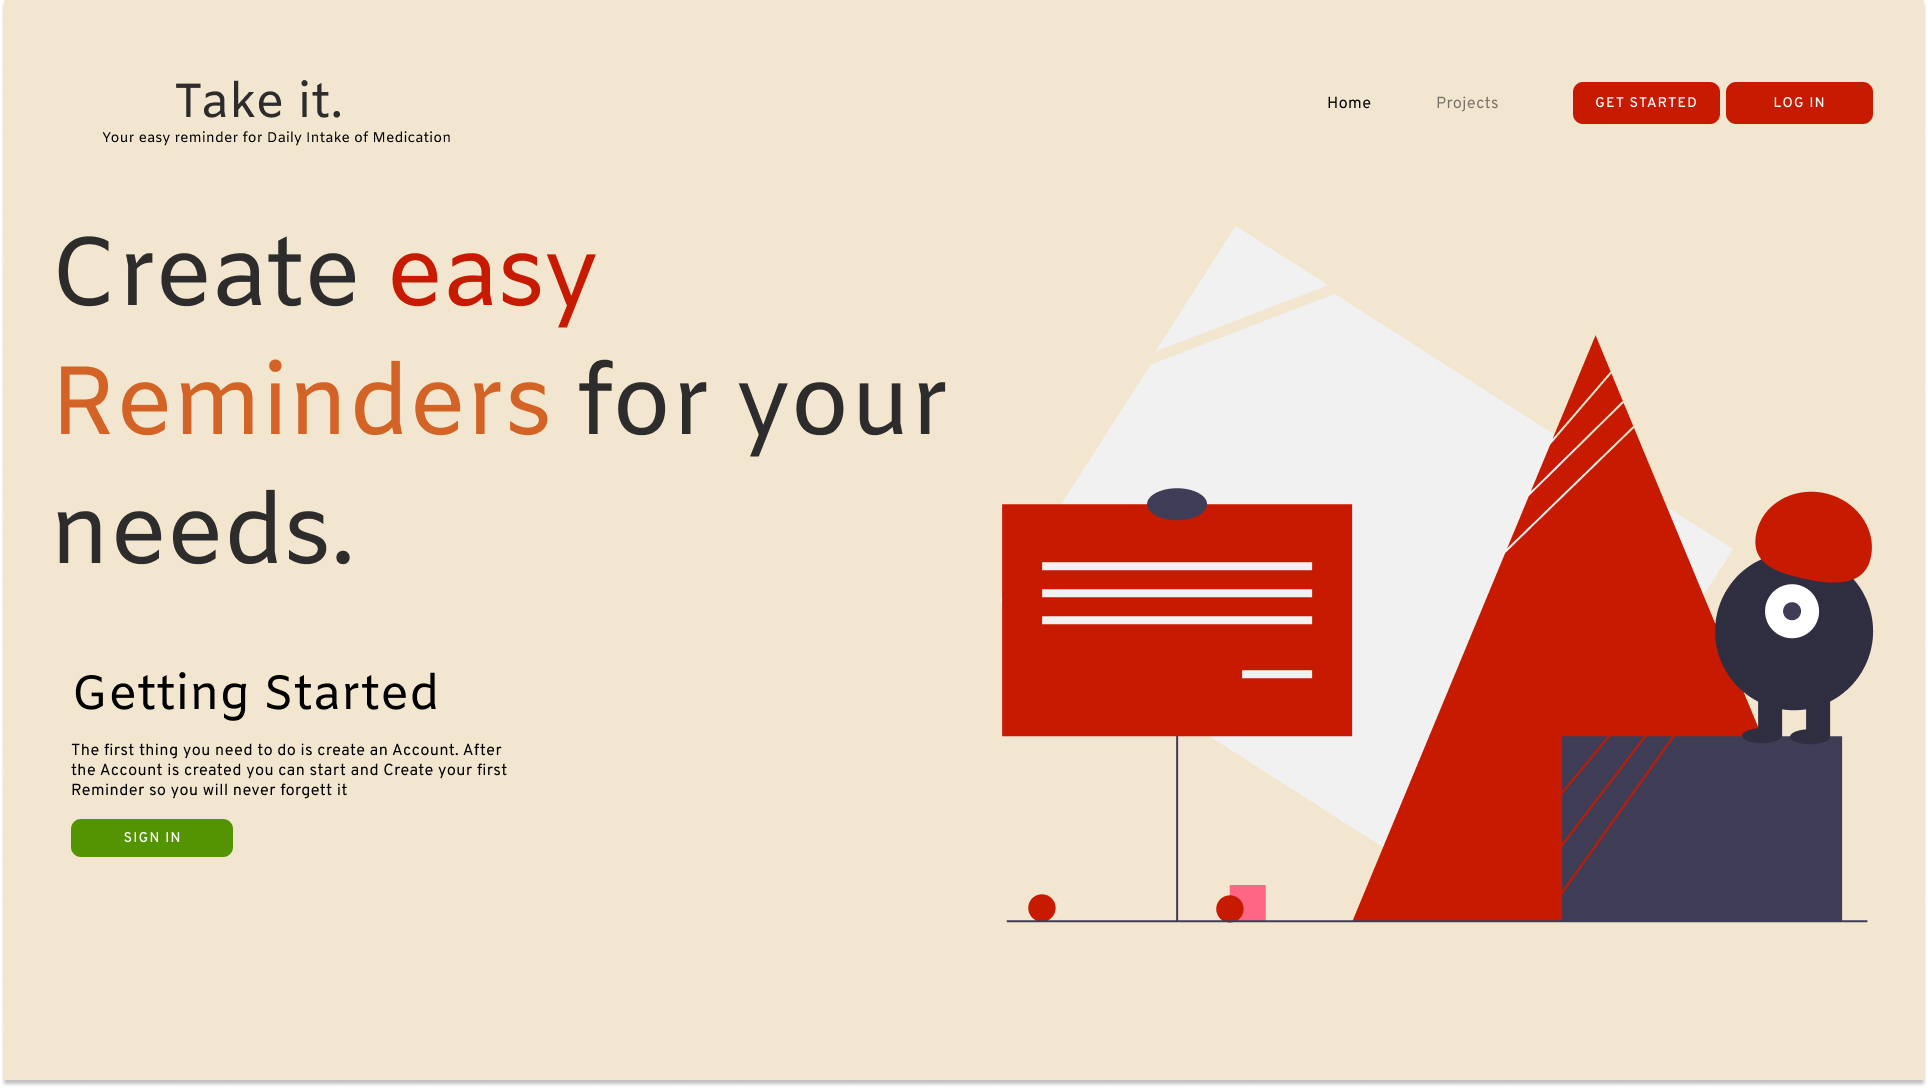 Take it.
Your easy reminder for Daily Intake of Medication
Home
Projects
GET STARTED
LOG IN
Create easy
Reminders for your
needs.
Getting Started
The first thing you need to do is create an Account. After
the Account is created you can start and Create your first
Reminder so you will never forgett it
SIGN IN